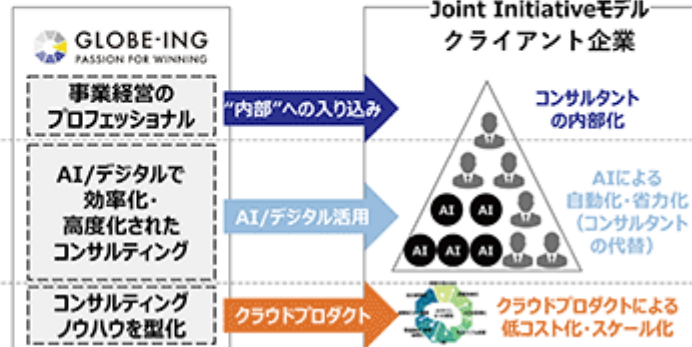 Joint Initiativeモデル
GLOBE-ING
PASSION FOR WINNING
クライアント企業
事業経営の
プロフェッショナル
“内部”への入り込み
コンサルタント
の内部化
AI/デジタルで
効率化・
高度化された
コンサルティング
AI/デジタル活用
AI AI
AI AI AI
AIによる
自動化・省力化
(コンサルタント
の代替)
コンサルティング
ノウハウを型化
クラウドプロダクト
クラウドプロダクトによる
低コスト化・スケール化